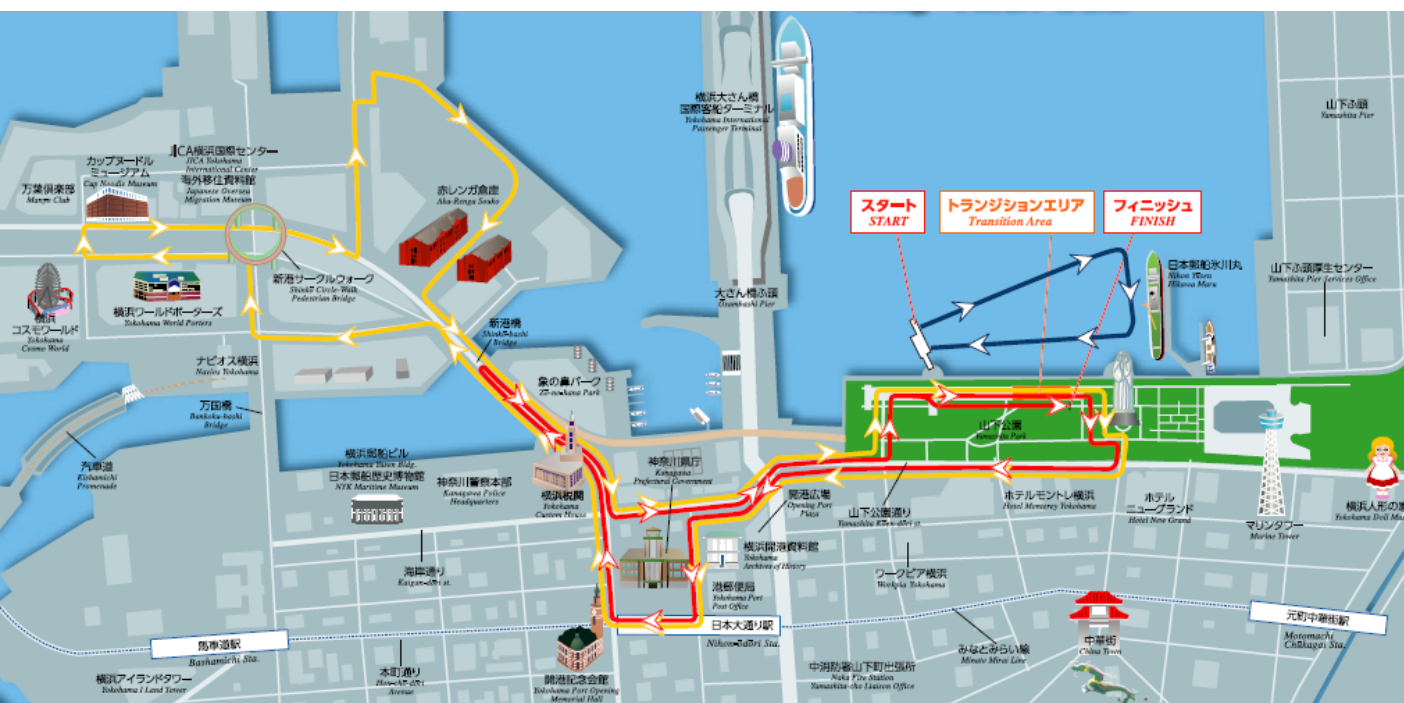 横浜大さん橋
国際客船ターミナル
Yokohama International
Passenger Terminal
山下ふ頭
Yamashita Pier
JICA横浜国際センター
JICA Yokohama
International Center
海外移住資料館
Japanese Oversea
Migration Museum
カップヌードル
ミュージアム
Cup Noodle Museum
万葉倶楽部
Manyo Club
赤レンガ倉庫
Aka-Renga Souko
スタート
START
トランジションエリア
Transition Area
フィニッシュ
FINISH
新港サークルウォーク
Shinkō Circle-Walk
Pedestrian Bridge
日本郵船氷川丸
Nihon Yūsen
Hikawa Maru
山下ふ頭厚生センター
Yamashita Pier Services Office
大さん橋ふ頭
Osanbashi Pier
横浜
コスモワールド
Yokohama
Cosmo World
横浜ワールドポーターズ
Yokohama World Porters
新港橋
Shinkō-bashi
Bridge
ナビオス横浜
Navios Yokohama
象の鼻パーク
Zō-no-hana Park
万国橋
Bankoku-bashi
Bridge
山下公園
Yamashita Park
汽車道
Kishamichi
Promenade
横浜郵船ビル
Yokohama Yūsen Bldg.
日本郵船歴史博物館
NYK Maritime Museum
神奈川警察本部
Kanagawa Police
Headquarters
横浜税関
Yokohama
Custom House
神奈川県庁
Kanagawa
Prefectural Government
開港広場
Opening Port
Plaza
山下公園通り
Yamashita Kōen-dōri st.
ホテルモントレ横浜
Hotel Monterey Yokohama
ホテル
ニューグランド
Hotel New Grand
マリンタワー
Marine Tower
横浜人形の家
Yokohama Doll Mus
横浜開港資料館
Yokohama
Archives of History
海岸通り
Kaigan-dōri st.
港郵便局
Yokohama Port
Post Office
ワークピア横浜
Workpia Yokohama
日本大通り駅
Nihon-ōdōri Sta.
馬車道駅
Bashamichi Sta.
元町中華街駅
Motomachi
Chūkagai Sta.
中華街
China Town
みなとみらい線
Minato Mirai Line
本町通り
Hon-chō-dōri
Avenue
中消防署山下町出張所
Naka Fire Station
Yamashita-cho Liaison Office
横浜アイランドタワー
Yokohama I Land Tower
開港記念会館
Yokohama Port Opening
Memorial Hall